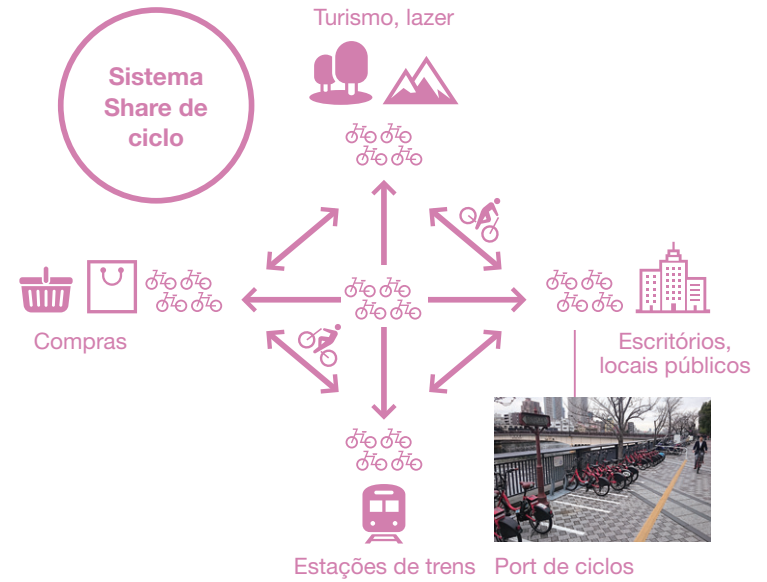 Turismo, lazer
Sistema
Share de
ciclo
Compras
Escritórios,
locais públicos
Estações de trens
Port de ciclos